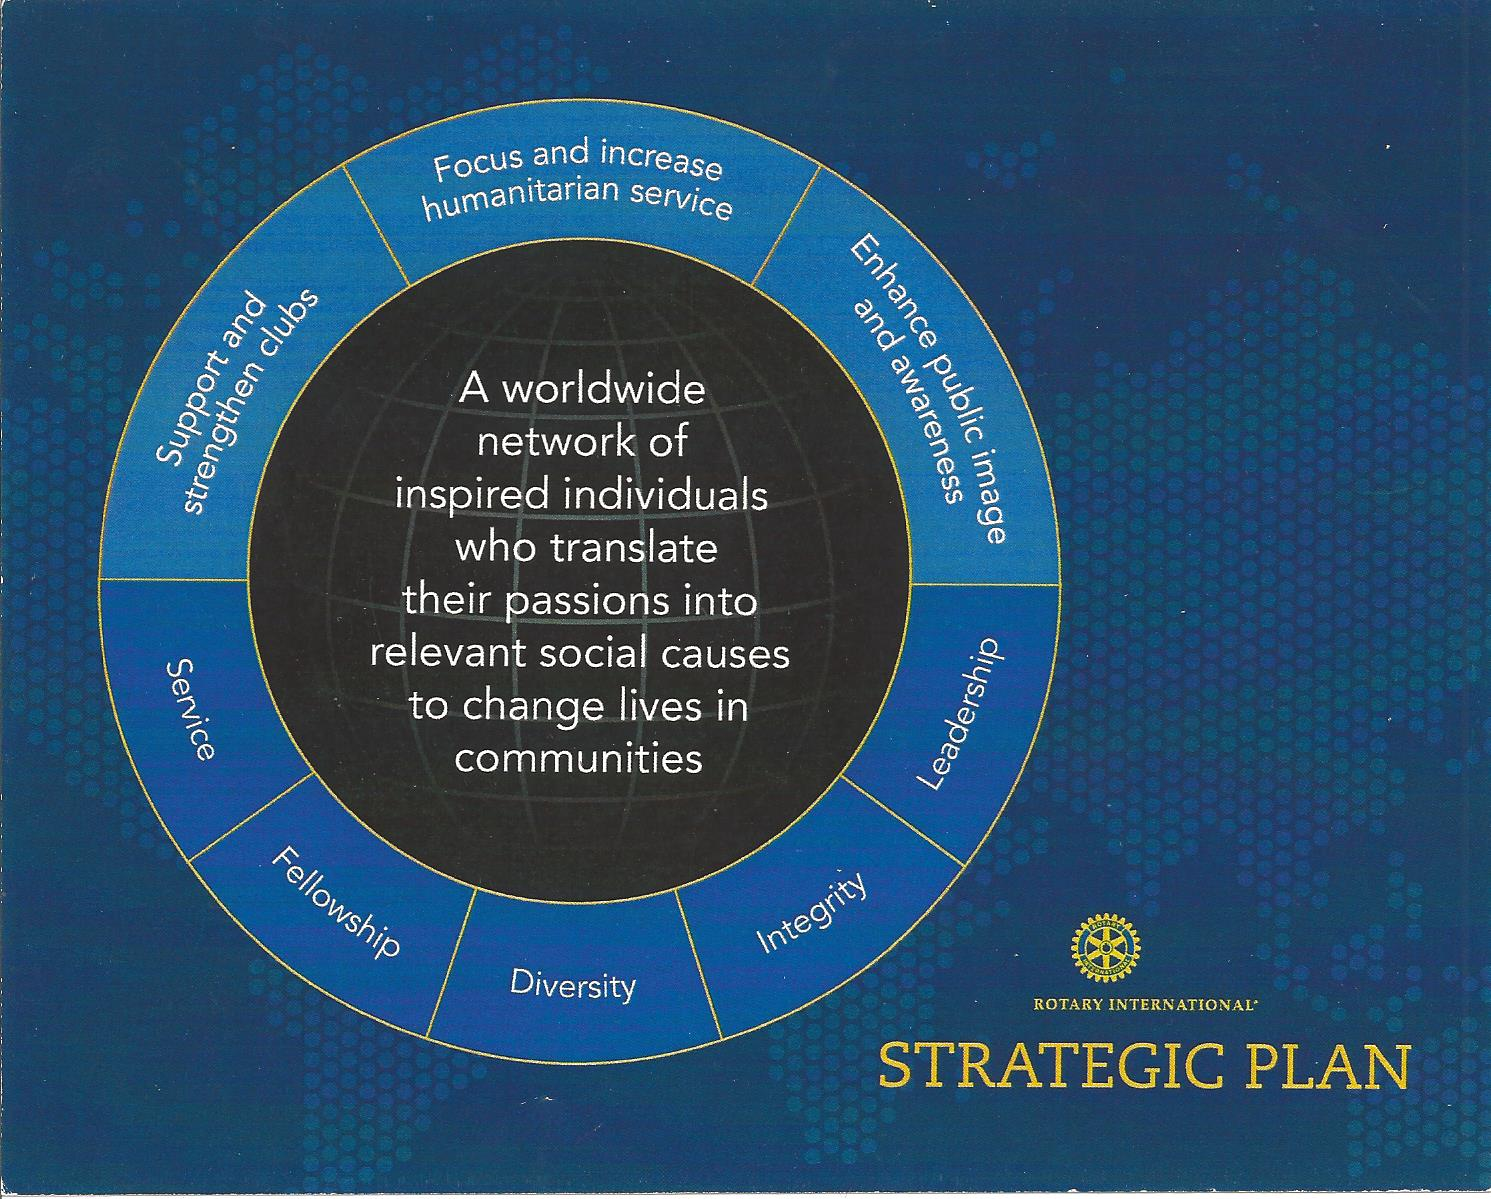 Focus and increase
humanitarian service
Enhance public image
and awareness
Support and
strengthen clubs
A worldwide
network of
inspired individuals
who translate
their passions into
relevant social causes
to change lives in
communities
Service
Fellowship
Diversity
Integrity
Leadership
ROTARY
INTERNATIONAL
ROTARY INTERNATIONAL
STRATEGIC PLAN